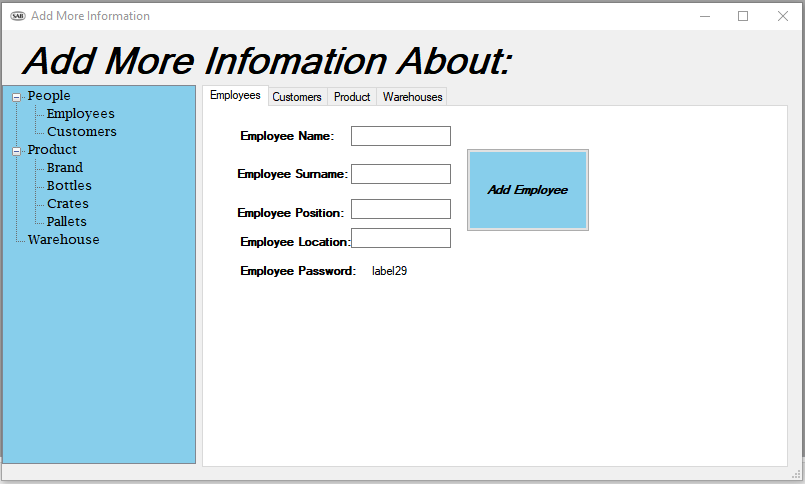 SAB Add More Information
Add More Infomation About:
People
Employees
Customers
Product
Brand
Bottles
Crates
Pallets
Warehouse
Employees Customers Product Warehouses
Employee Name:
Employee Surname:
Employee Position:
Employee Location:
Employee Password: label29
Add Employee